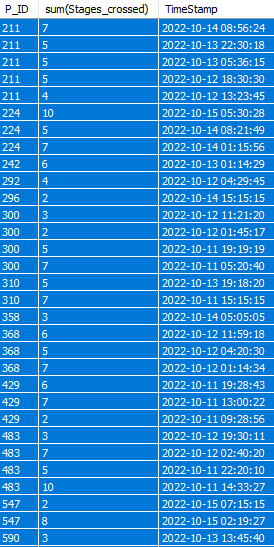 P_ID sum(Stages_crossed) TimeStamp
211 7 2022-10-14 08:56:24
211 5 2022-10-13 22:30:18
211 5 2022-10-13 05:36:15
211 5 2022-10-12 18:30:30
211 4 2022-10-12 13:23:45
224 10 2022-10-15 05:30:28
224 5 2022-10-14 08:21:49
224 7 2022-10-14 01:15:56
242 6 2022-10-13 01:14:29
292 4 2022-10-12 04:29:45
296 2 2022-10-14 15:15:15
300 3 2022-10-12 11:21:20
300 2 2022-10-12 01:45:17
300 5 2022-10-11 19:19:19
300 7 2022-10-11 05:20:40
310 5 2022-10-13 19:18:20
310 7 2022-10-11 15:15:15
358 3 2022-10-14 05:05:05
368 6 2022-10-12 11:59:18
368 5 2022-10-12 04:20:30
368 7 2022-10-12 01:14:34
429 6 2022-10-11 19:28:43
429 7 2022-10-11 13:00:22
429 2 2022-10-11 09:28:56
483 3 2022-10-12 19:30:11
483 7 2022-10-12 02:40:20
483 5 2022-10-11 22:20:10
483 10 2022-10-11 14:33:27
547 2 2022-10-15 07:15:15
547 8 2022-10-15 02:19:27
590 3 2022-10-13 13:45:40